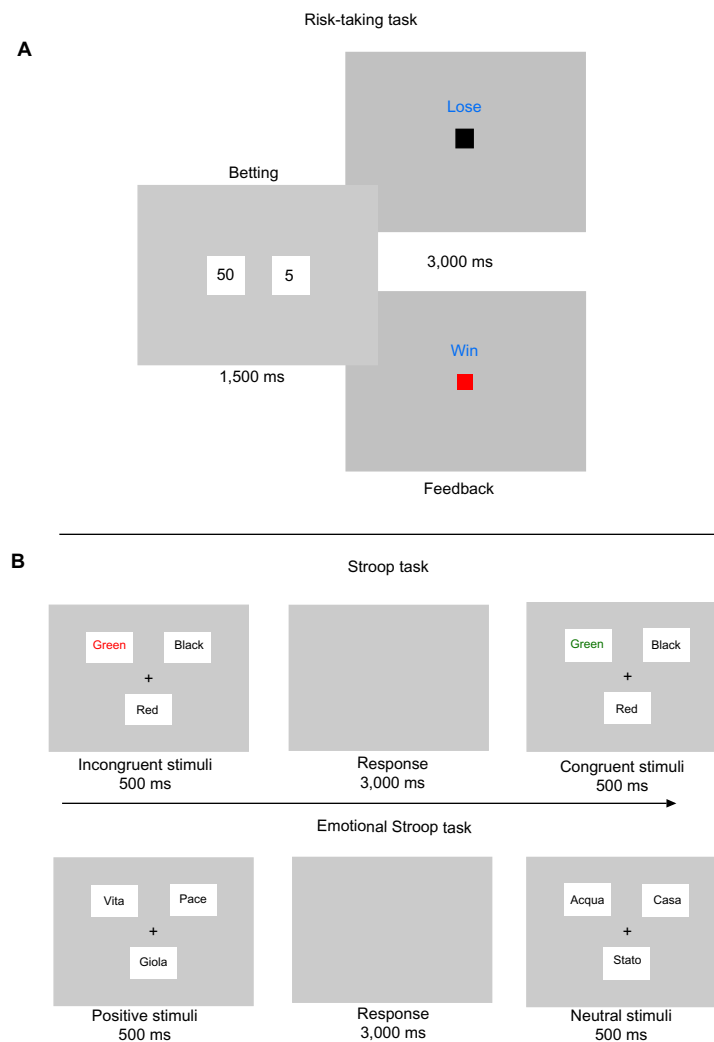 Risk-taking task
A
Lose
Betting
50 5
3,000 ms
Win
1,500 ms
Feedback
B
Stroop task
Green Black
+
Red
Green Black
+
Red
Incongruent stimuli
500 ms
Response
3,000 ms
Congruent stimuli
500 ms
Emotional Stroop task
Vita Pace
+
Giola
Acqua Casa
+
Stato
Positive stimuli
500 ms
Response
3,000 ms
Neutral stimuli
500 ms